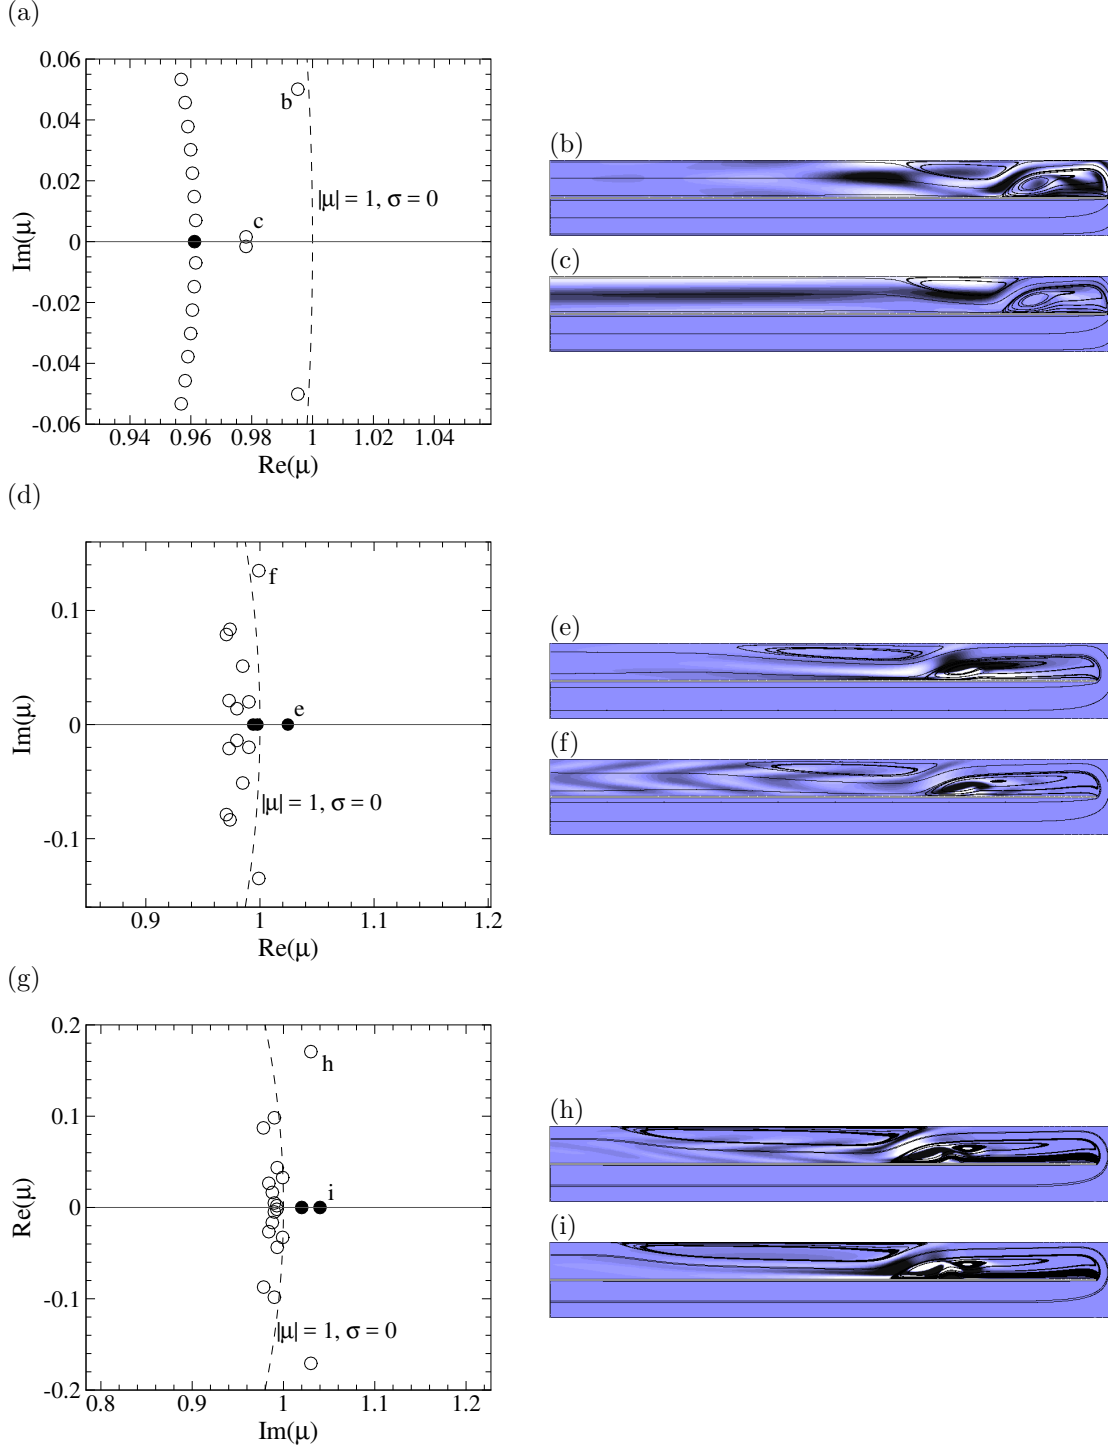 (a)
0.06
0.04
0.02
0
-0.02
-0.04
-0.06
Im(μ)
b
c
|μ| = 1, σ = 0
0.94
0.96
0.98
1
1.02
1.04
Re(μ)
(b)
(c)
(d)
0.1
0
-0.1
Im(μ)
f
e
|μ| = 1, σ = 0
0.9
1
1.1
1.2
Re(μ)
(e)
(f)
(g)
0.2
0.1
0
-0.1
-0.2
Re(μ)
h
i
|μ| = 1, σ = 0
0.8
0.9
1
1.1
1.2
Im(μ)
(h)
(i)